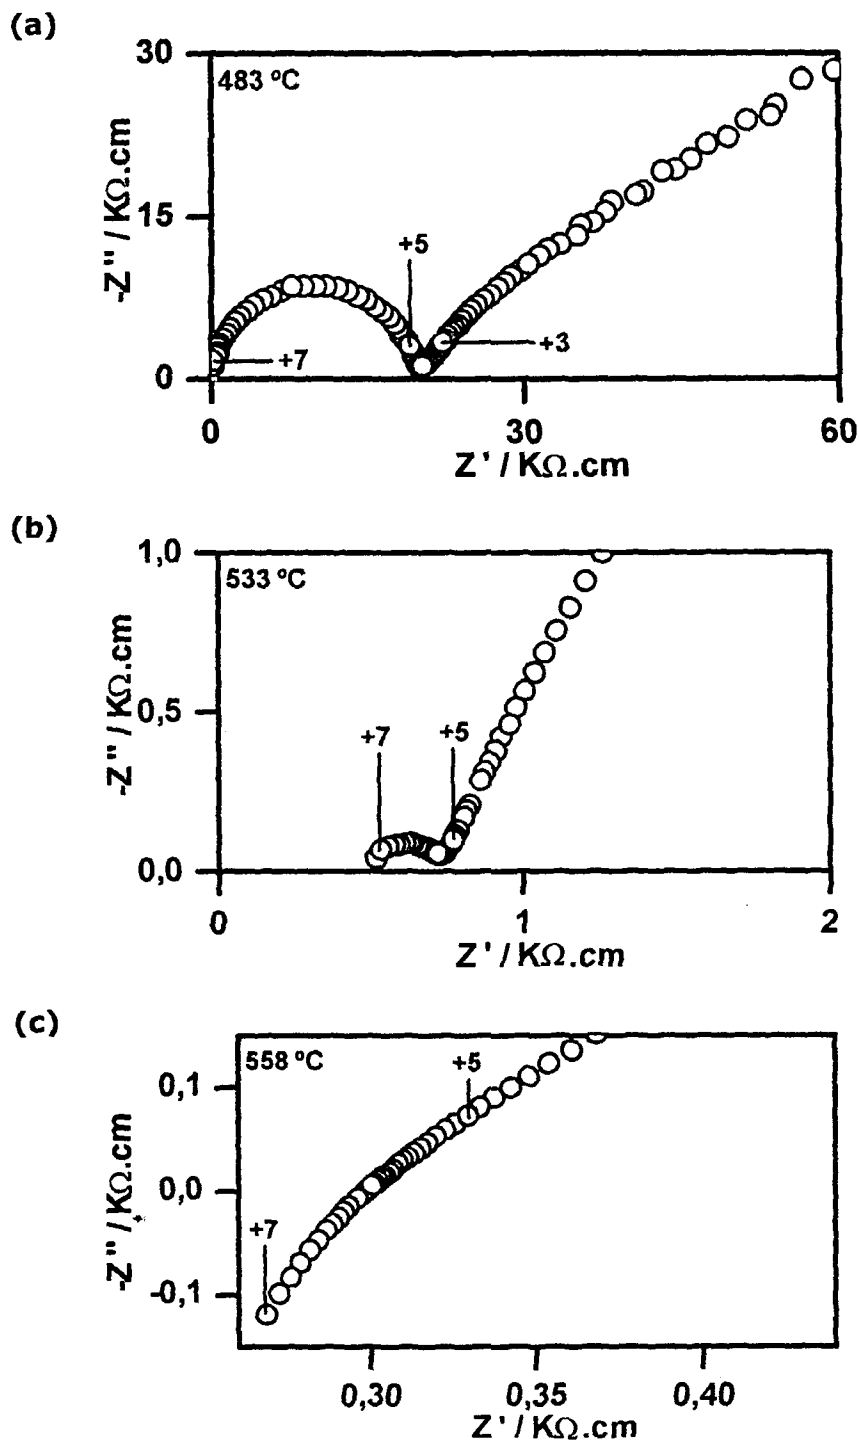 (a)
30
483 ºC
-Z'' / KΩ.cm
15
+5
+3
+7
0
0
30
60
Z' / KΩ.cm
(b)
1,0
533 ºC
-Z'' / KΩ.cm
0,5
+7
+5
0,0
0
1
2
Z' / KΩ.cm
(c)
558 ºC
+5
0,1
-Z'' / KΩ.cm
0,0
+7
-0,1
0,30
0,35
0,40
Z' / KΩ.cm